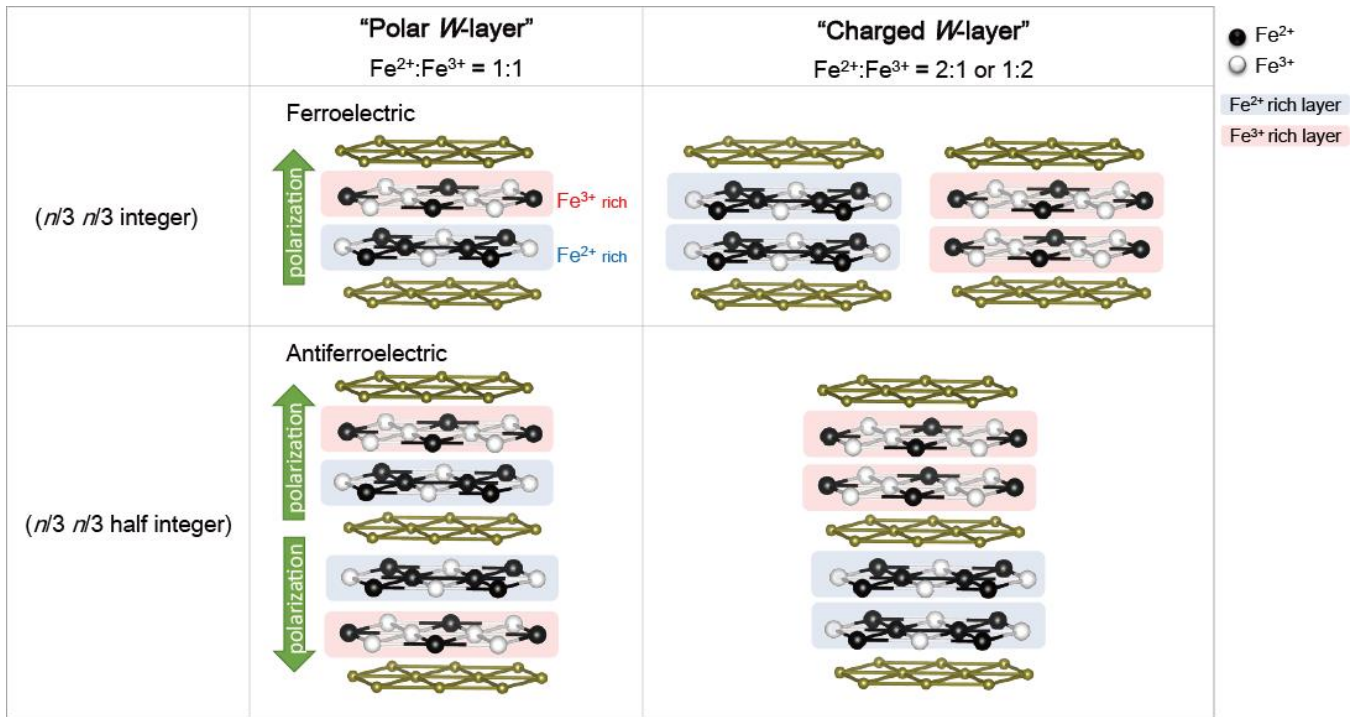 “Polar W-layer”
Fe²⁺:Fe³⁺ = 1:1
“Charged W-layer”
Fe²⁺:Fe³⁺ = 2:1 or 1:2
Fe²⁺
Fe³⁺
Fe²⁺ rich layer
Fe³⁺ rich layer
(n/3 n/3 integer)
Ferroelectric
polarization
Fe³⁺ rich
Fe²⁺ rich
(n/3 n/3 half integer)
Antiferroelectric
polarization
polarization